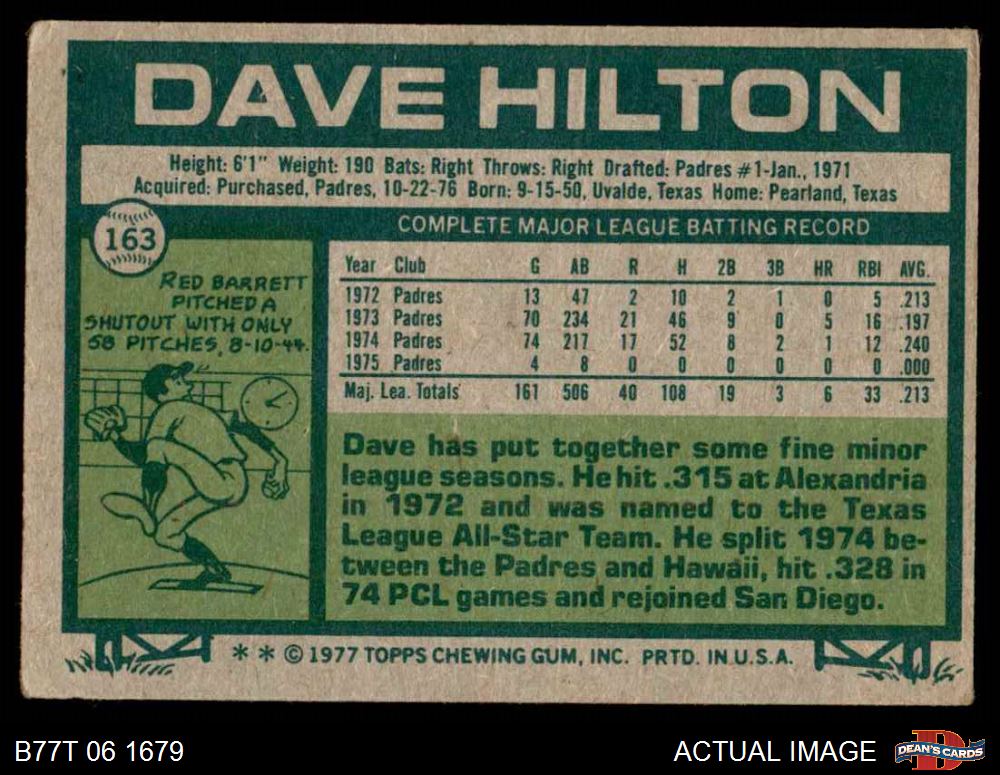 DAVE HILTON
Height: 6'1" Weight: 190 Bats: Right Throws: Right Drafted: Padres #1-Jan., 1971
Acquired: Purchased, Padres, 10-22-76 Born: 9-15-50, Uvalde, Texas Home: Pearland, Texas
163
RED BARRETT
PITCHED A
SHUTOUT WITH ONLY
58 PITCHES, 8-10-44.
COMPLETE MAJOR LEAGUE BATTING RECORD
Year Club G AB R H 2B 3B HR RBI AVG.
1972 Padres 13 47 2 10 2 1 0 5 .213
1973 Padres 70 234 21 46 9 0 5 16 .197
1974 Padres 74 217 17 52 8 2 1 12 .240
1975 Padres 4 8 0 0 0 0 0 0 .000
Maj. Lea. Totals 161 506 40 108 19 3 6 33 .213
Dave has put together some fine minor
league seasons. He hit .315 at Alexandria
in 1972 and was named to the Texas
League All-Star Team. He split 1974 be-
tween the Padres and Hawaii, hit .328 in
74 PCL games and rejoined San Diego.
* * © 1977 TOPPS CHEWING GUM, INC. PRTD. IN U.S.A.
B77T 06 1679
ACTUAL IMAGE
DEAN'S CARDS